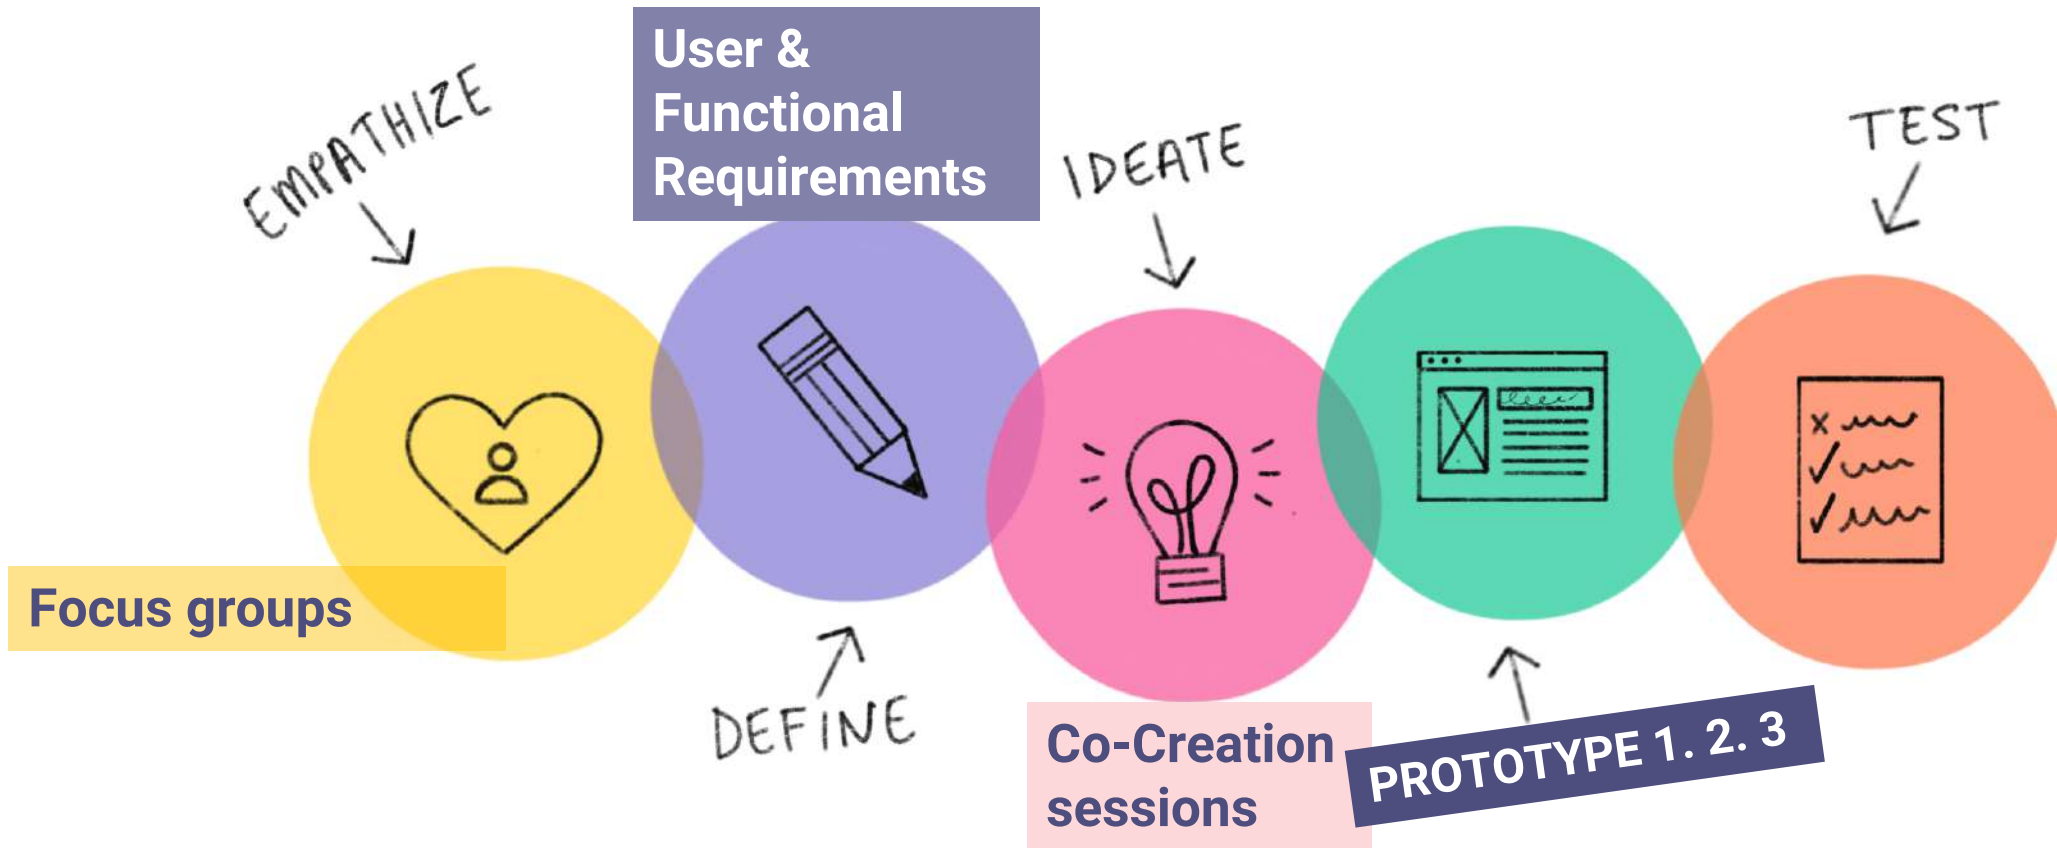 EMPATHIZE
Focus groups
User &
Functional
Requirements
DEFINE
IDEATE
Co-Creation
sessions
PROTOTYPE 1. 2. 3
TEST